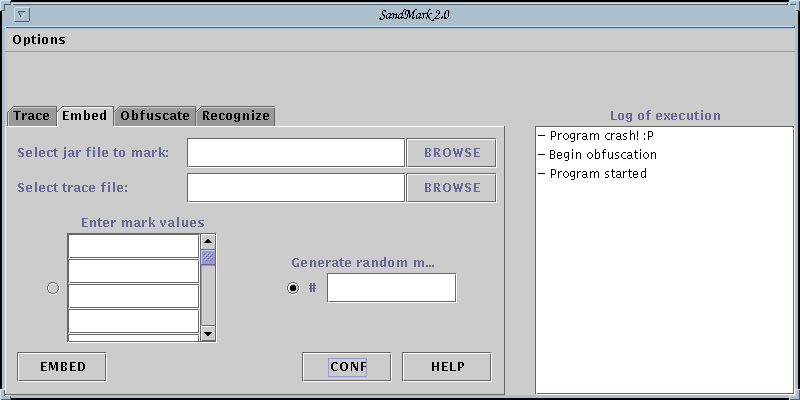 SandMark 2.0
Options
Trace Embed Obfuscate Recognize
Log of execution
Select jar file to mark: BROWSE
Select trace file: BROWSE
Enter mark values
Generate random m...
#
EMBED CONF HELP
– Program crash! :P
– Begin obfuscation
– Program started